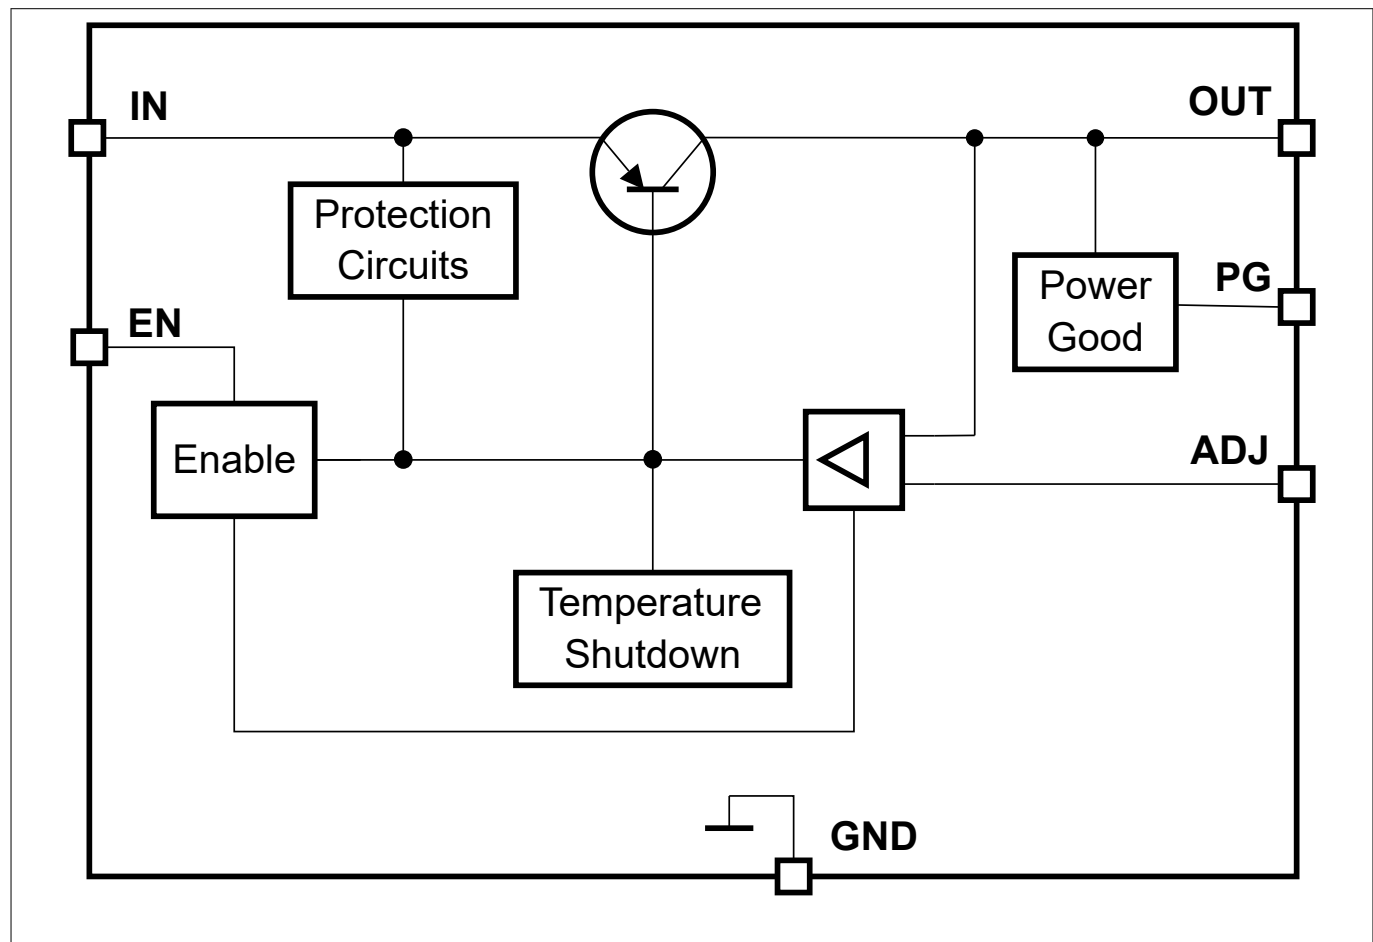 IN
OUT
Protection
Circuits
PG
Power
Good
EN
Enable
ADJ
Temperature
Shutdown
GND